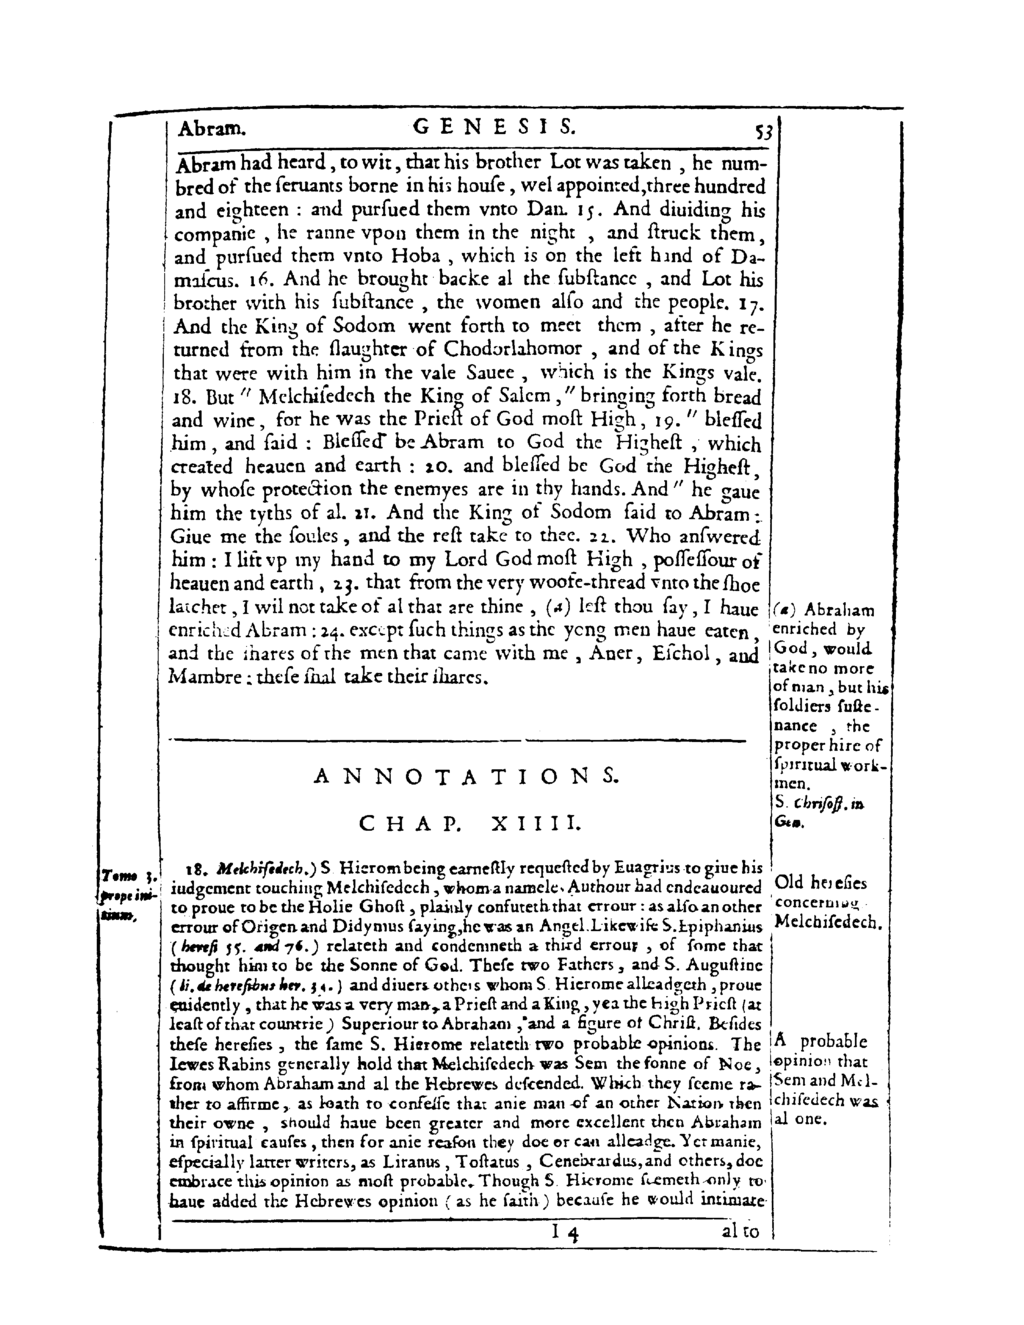 Abram. GENESIS. 53
Abram had heard, to wit, that his brother Lot was taken, he num-
bred of the ſeruants borne in his houſe, wel appointed, three hundred
and eighteen: and purſued them vnto Dan. 15. And diuiding his
companie, he ranne vpon them in the night, and ſtruck them,
and purſued them vnto Hoba, which is on the left hand of Da-
maſcus. 16. And he brought backe al the ſubſtance, and Lot his
brother with his ſubſtance, the women alſo and the people. 17.
And the King of Sodom went forth to meet them, after he re-
turned from the ſlaughter of Chodorlahomor, and of the Kings
that were with him in the vale Sauee, which is the Kings vale.
18. But " Melchiſedech the King of Salem, " bringing forth bread
and wine, for he was the Prieſt of God moſt High, 19. " bleſſed
him, and ſaid: Bleſſed be Abram to God the Higheſt, which
created heauen and earth: 20. and bleſſed be God the Higheſt,
by whoſe protection the enemyes are in thy hands. And " he gaue
him the tyths of al. 21. And the King of Sodom ſaid to Abram:
Giue me the ſoules, and the reſt take to thee. 22. Who anſwered
him: I lift vp my hand to my Lord God moſt High, poſſeſſour of
heauen and earth, 23. that from the very woofe-thread vnto the ſhoe
latchet, I wil not take of al that are thine, (a) leſt thou ſay, I haue
enriched Abram: 24. except ſuch things as the yong men haue eaten,
and the ſhares of the men that came with me, Aner, Eſchol, and
Mambre: theſe ſhal take their ſhares.
(a) Abraham
enriched by
God, would
take no more
of man, but his
ſoldiers ſuſte-
nance, the
proper hire of
ſpiritual work-
men.
S. Chriſoſt. in
Gen.
ANNOTATIONS.
CHAP. XIIII.
Tomo 3.
prope ini-
tium.
18. Melchiſedech.) S Hierom being earneſtly requeſted by Euagrius to giue his
iudgement touching Melchiſedech, whom a nameles Authour had endeauoured
to proue to be the Holie Ghoſt, plainly confuteth that errour: as alſo an other
errour of Origen and Didymus ſaying, he was an Angel. Likewiſe S. Epiphanius
(hereſi 55. and 76.) relateth and condemneth a third errour, of ſome that
thought him to be the Sonne of God. Theſe two Fathers, and S. Auguſtine
(li. de hereſibus her. 34.) and diuers others whom S Hierome alleadgeth, proue
euidently, that he was a very man, a Prieſt and a King, yea the high Prieſt (at
leaſt of that countrie) Superiour to Abraham, and a figure of Chriſt. Beſides
theſe hereſies, the ſame S. Hierome relateth two probable opinions. The
Iewes Rabins generally hold that Melchiſedech was Sem the ſonne of Noe,
from whom Abraham and al the Hebrewes deſcended. Which they ſeeme ra-
ther to affirme, as loath to confeſſe that anie man of an other Nation then
their owne, should haue been greater and more excellent then Abraham
in ſpiritual cauſes, then for anie reaſon they doe or can alleadge. Yet manie,
eſpecially latter writers, as Liranus, Toſtatus, Cenebrardus, and others, doe
embrace this opinion as moſt probable. Though S. Hierome ſeemeth only to
haue added the Hebrewes opinion (as he ſaith) becauſe he would intimate
Old hereſies
concerning
Melchiſedech.
A probable
opinion that
Sem and Mel-
chiſedech was
al one.
I 4 al to